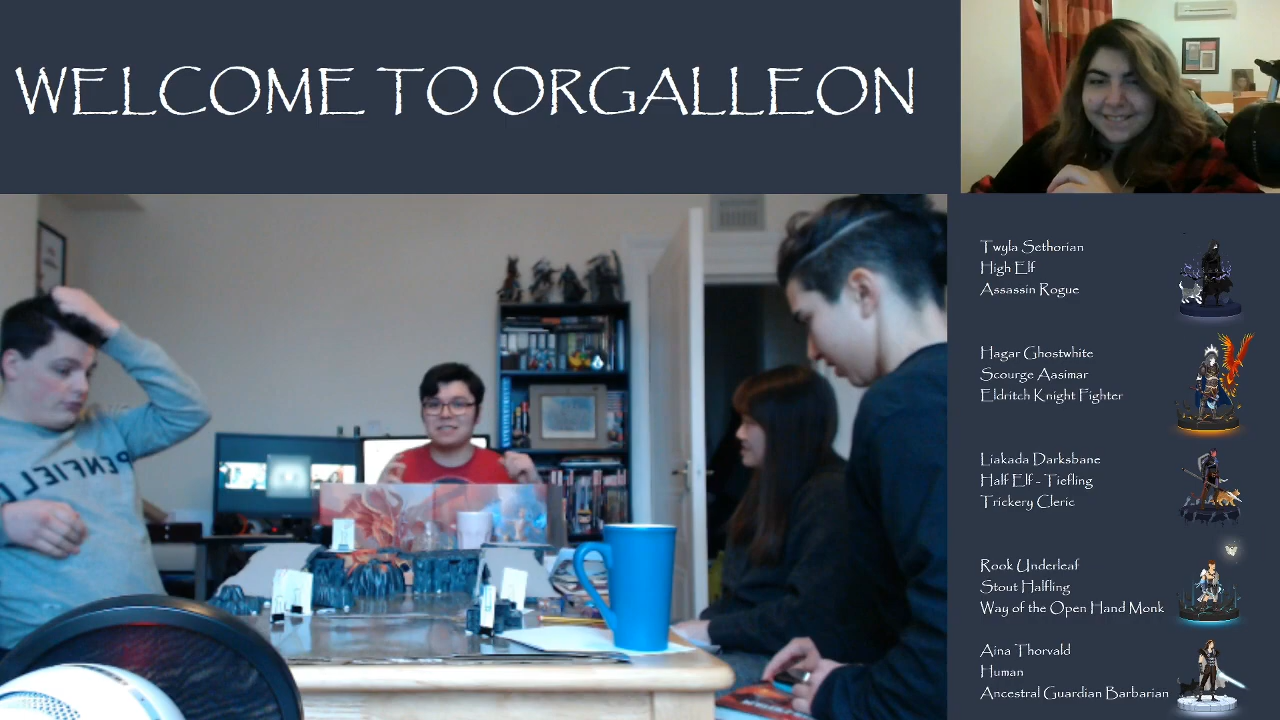 WELCOME TO ORGALLEON
PENFIELD
Twyla Sethorian
High Elf
Assassin Rogue
Hagar Ghostwhite
Scourge Aasimar
Eldritch Knight Fighter
Liakada Darksbane
Half Elf - Tiefling
Trickery Cleric
Rook Underleaf
Stout Halfling
Way of the Open Hand Monk
Aina Thorvald
Human
Ancestral Guardian Barbarian